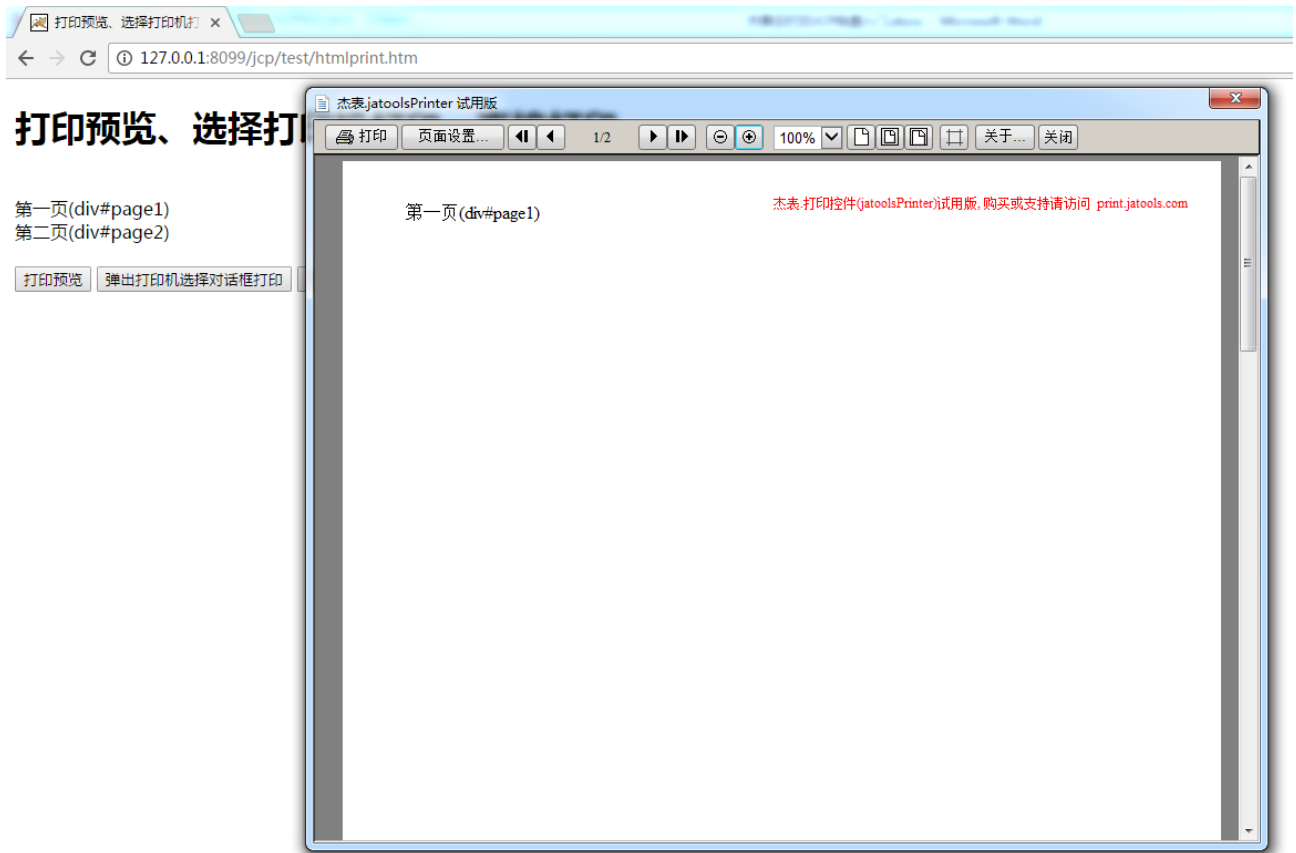 打印预览、选择打印机打
127.0.0.1:8099/jcp/test/htmlprint.htm
打印预览、选择打
第一页(div#page1)
第二页(div#page2)
打印预览 弹出打印机选择对话框打印
杰表.jatoolsPrinter 试用版
打印 页面设置... 1/2 100% 关于... 关闭
第一页(div#page1)
杰表.打印控件(jatoolsPrinter)试用版, 购买或支持请访问 print.jatools.com